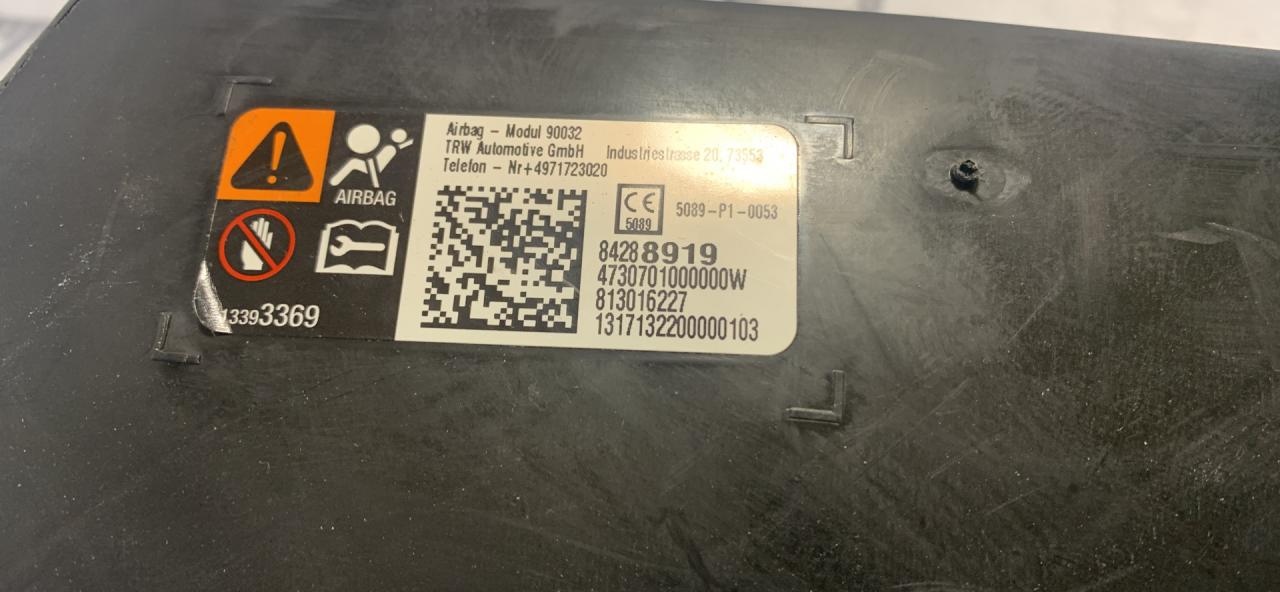 Airbag - Modul 90032
TRW Automotive GmbH Industriestrasse 20, 73553
Telefon - Nr+4971723020
AIRBAG
CE
5089
5089-P1-0053
84288919
4730701000000W
813016227
1317132200000103
13393369